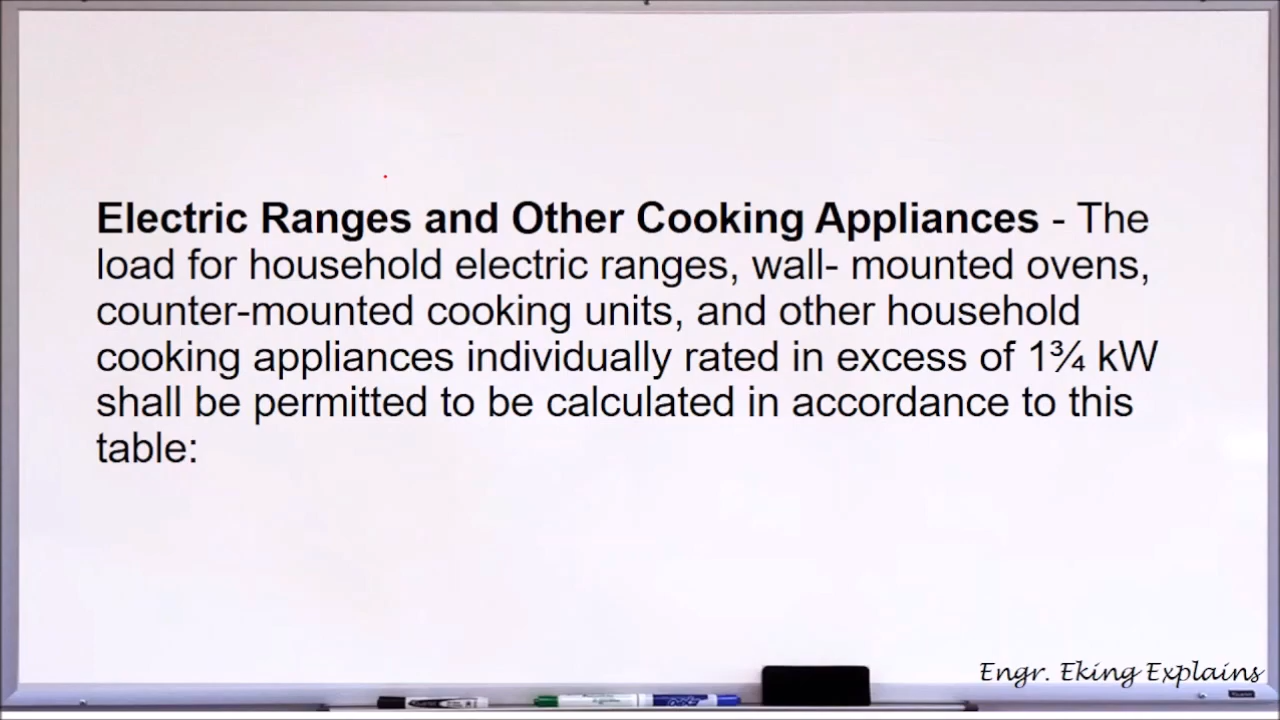 Electric Ranges and Other Cooking Appliances - The
load for household electric ranges, wall- mounted ovens,
counter-mounted cooking units, and other household
cooking appliances individually rated in excess of 1¾ kW
shall be permitted to be calculated in accordance to this
table:
Engr. Eking Explains